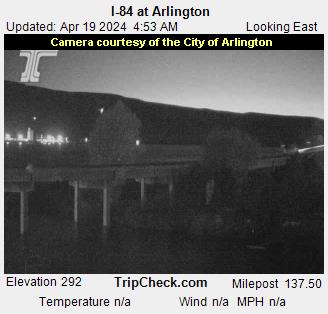 I-84 at Arlington
Updated: Apr 19 2024 4:53 AM Looking East
Camera courtesy of the City of Arlington
Elevation 292 TripCheck.com Milepost 137.50
Temperature n/a Wind n/a MPH n/a